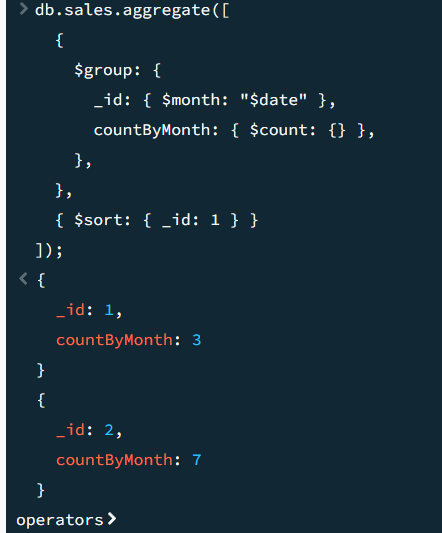 > db.sales.aggregate([
{
$group: {
_id: { $month: "$date" },
countByMonth: { $count: {} },
},
},
{ $sort: { _id: 1 } }
]);
< {
_id: 1,
countByMonth: 3
}
{
_id: 2,
countByMonth: 7
}
operators>